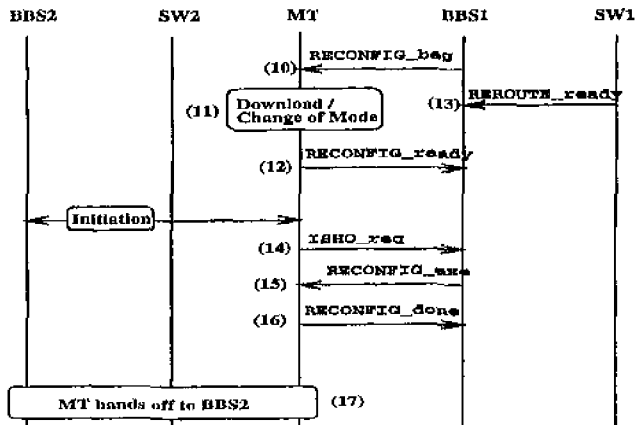 BBS2 SW2 MT BBS1 SW1
RECONFIG_beg
(10)
(11) Download /
Change of Mode
(13) REROUTE_ready
RECONFIG_ready
(12)
Initiation
ISHO_req
(14)
RECONFIG_exe
(15)
RECONFIG_done
(16)
MT hands off to BBS2 (17)